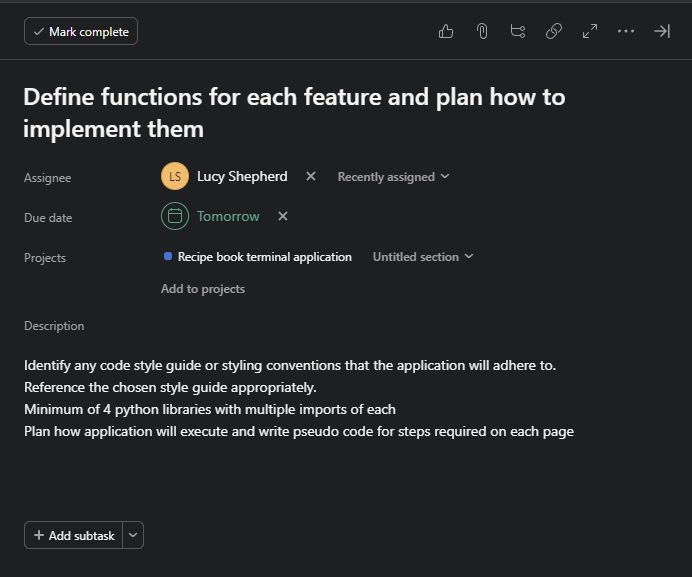 Mark complete
Define functions for each feature and plan how to
implement them
Assignee
LS
Lucy Shepherd
Recently assigned
Due date
Tomorrow
Projects
Recipe book terminal application
Untitled section
Add to projects
Description
Identify any code style guide or styling conventions that the application will adhere to.
Reference the chosen style guide appropriately.
Minimum of 4 python libraries with multiple imports of each
Plan how application will execute and write pseudo code for steps required on each page
Add subtask